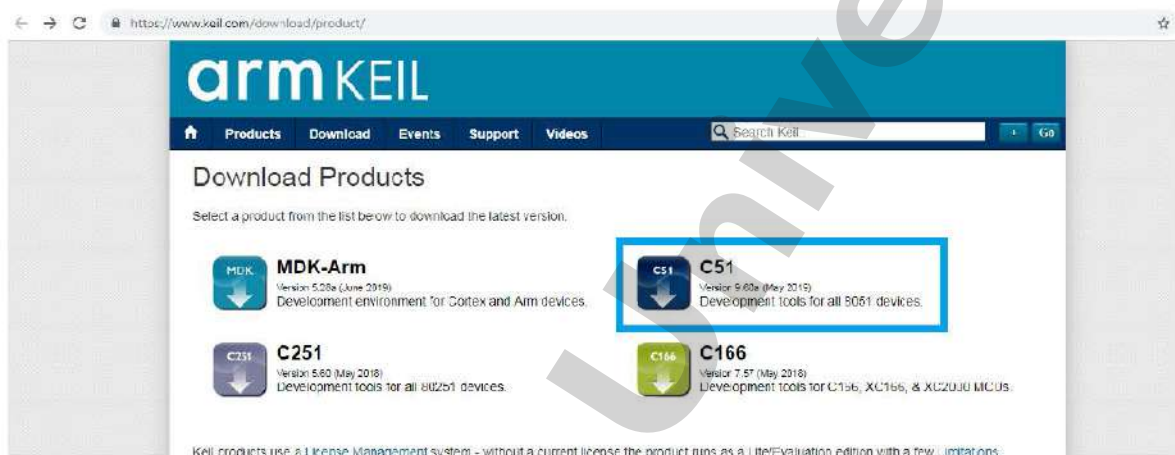 https://www.keil.com/download/product/
arm KEIL
Products Download Events Support Videos Search Keil... Go
Download Products
Select a product from the list below to download the latest version.
MDK
MDK-Arm
Version 5.28a (June 2019)
Development environment for Cortex and Arm devices.
C51
C51
Version 9.60a (May 2019)
Development tools for all 8051 devices.
C251
C251
Version 5.60 (May 2018)
Development tools for all 80251 devices.
C166
C166
Version 7.57 (May 2018)
Development tools for C166, XC166, & XC2000 MCUs.
Keil products use a License Management system - without a current license the product runs as a Lite/Evaluation edition with a few Limitations
Unive